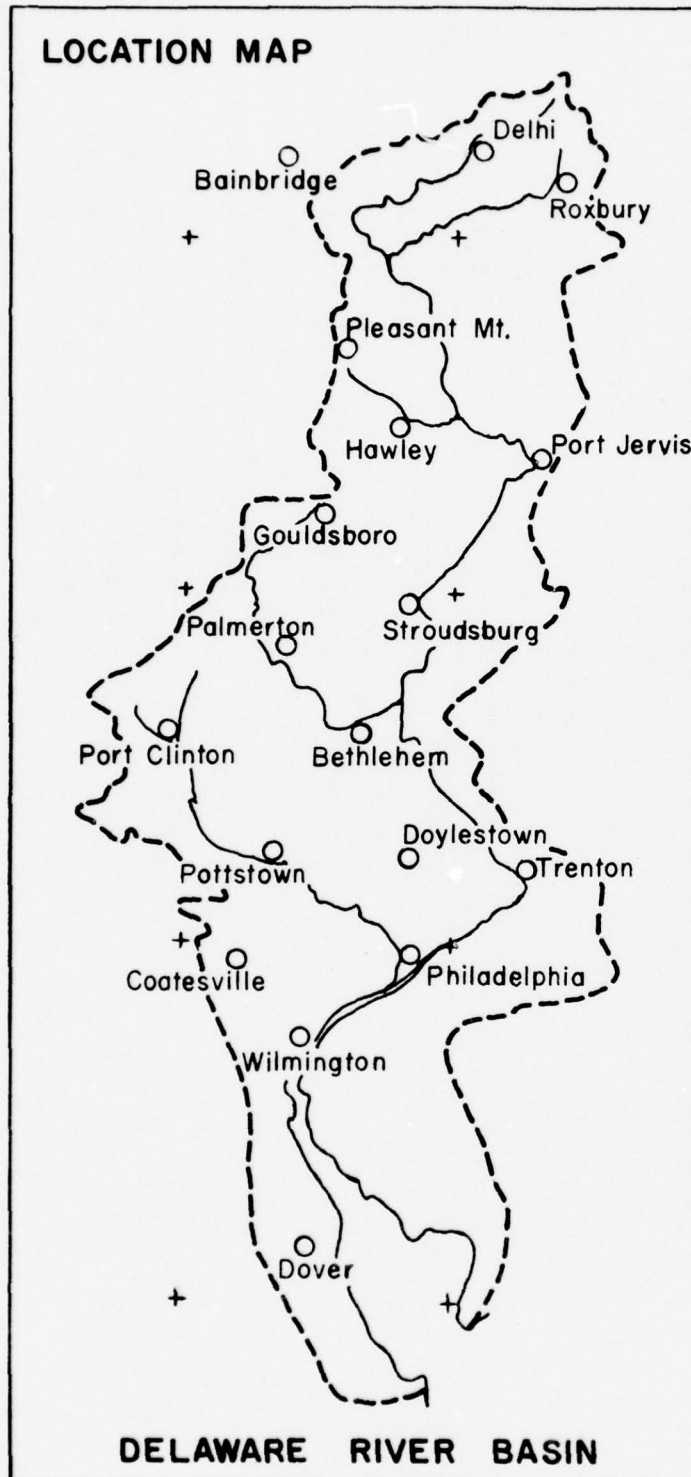 LOCATION MAP
Delhi
Bainbridge
Roxbury
Pleasant Mt.
Hawley
Port Jervis
Gouldsboro
Palmerton
Stroudsburg
Port Clinton
Bethlehem
Doylestown
Pottstown
Trenton
Coatesville
Philadelphia
Wilmington
Dover
DELAWARE RIVER BASIN